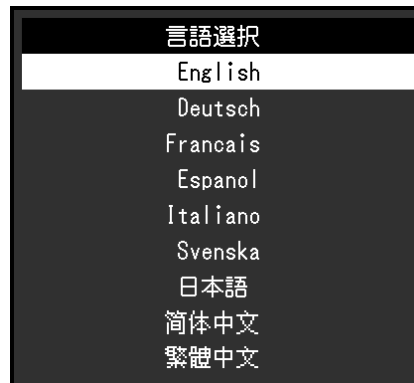 言語選択
English
Deutsch
Francais
Espanol
Italiano
Svenska
日本語
简体中文
繁體中文